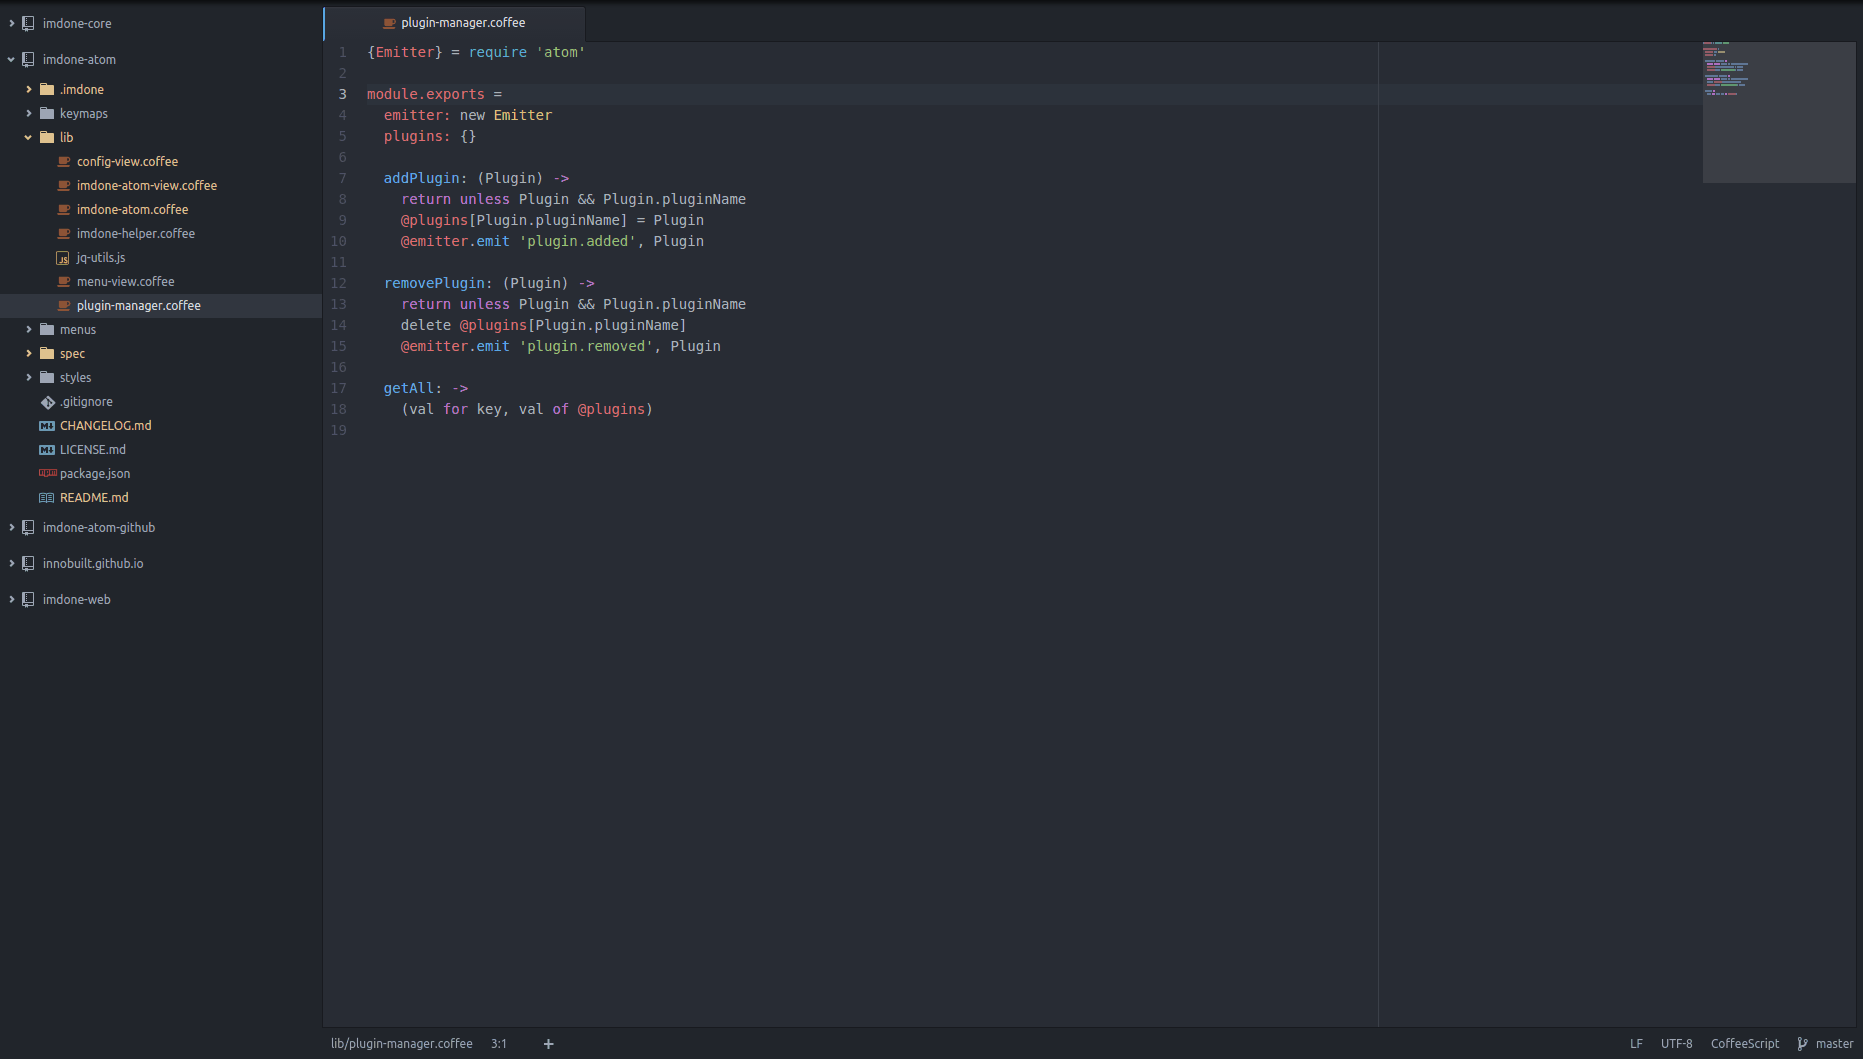 imdone-core
imdone-atom
.imdone
keymaps
lib
config-view.coffee
imdone-atom-view.coffee
imdone-atom.coffee
imdone-helper.coffee
jq-utils.js
menu-view.coffee
plugin-manager.coffee
menus
spec
styles
.gitignore
CHANGELOG.md
LICENSE.md
package.json
README.md
imdone-atom-github
innobuilt.github.io
imdone-web
plugin-manager.coffee
1 {Emitter} = require 'atom'
2
3 module.exports =
4   emitter: new Emitter
5   plugins: {}
6
7   addPlugin: (Plugin) ->
8     return unless Plugin && Plugin.pluginName
9     @plugins[Plugin.pluginName] = Plugin
10     @emitter.emit 'plugin.added', Plugin
11
12   removePlugin: (Plugin) ->
13     return unless Plugin && Plugin.pluginName
14     delete @plugins[Plugin.pluginName]
15     @emitter.emit 'plugin.removed', Plugin
16
17   getAll: ->
18     (val for key, val of @plugins)
19
lib/plugin-manager.coffee 3:1 + LF UTF-8 CoffeeScript master